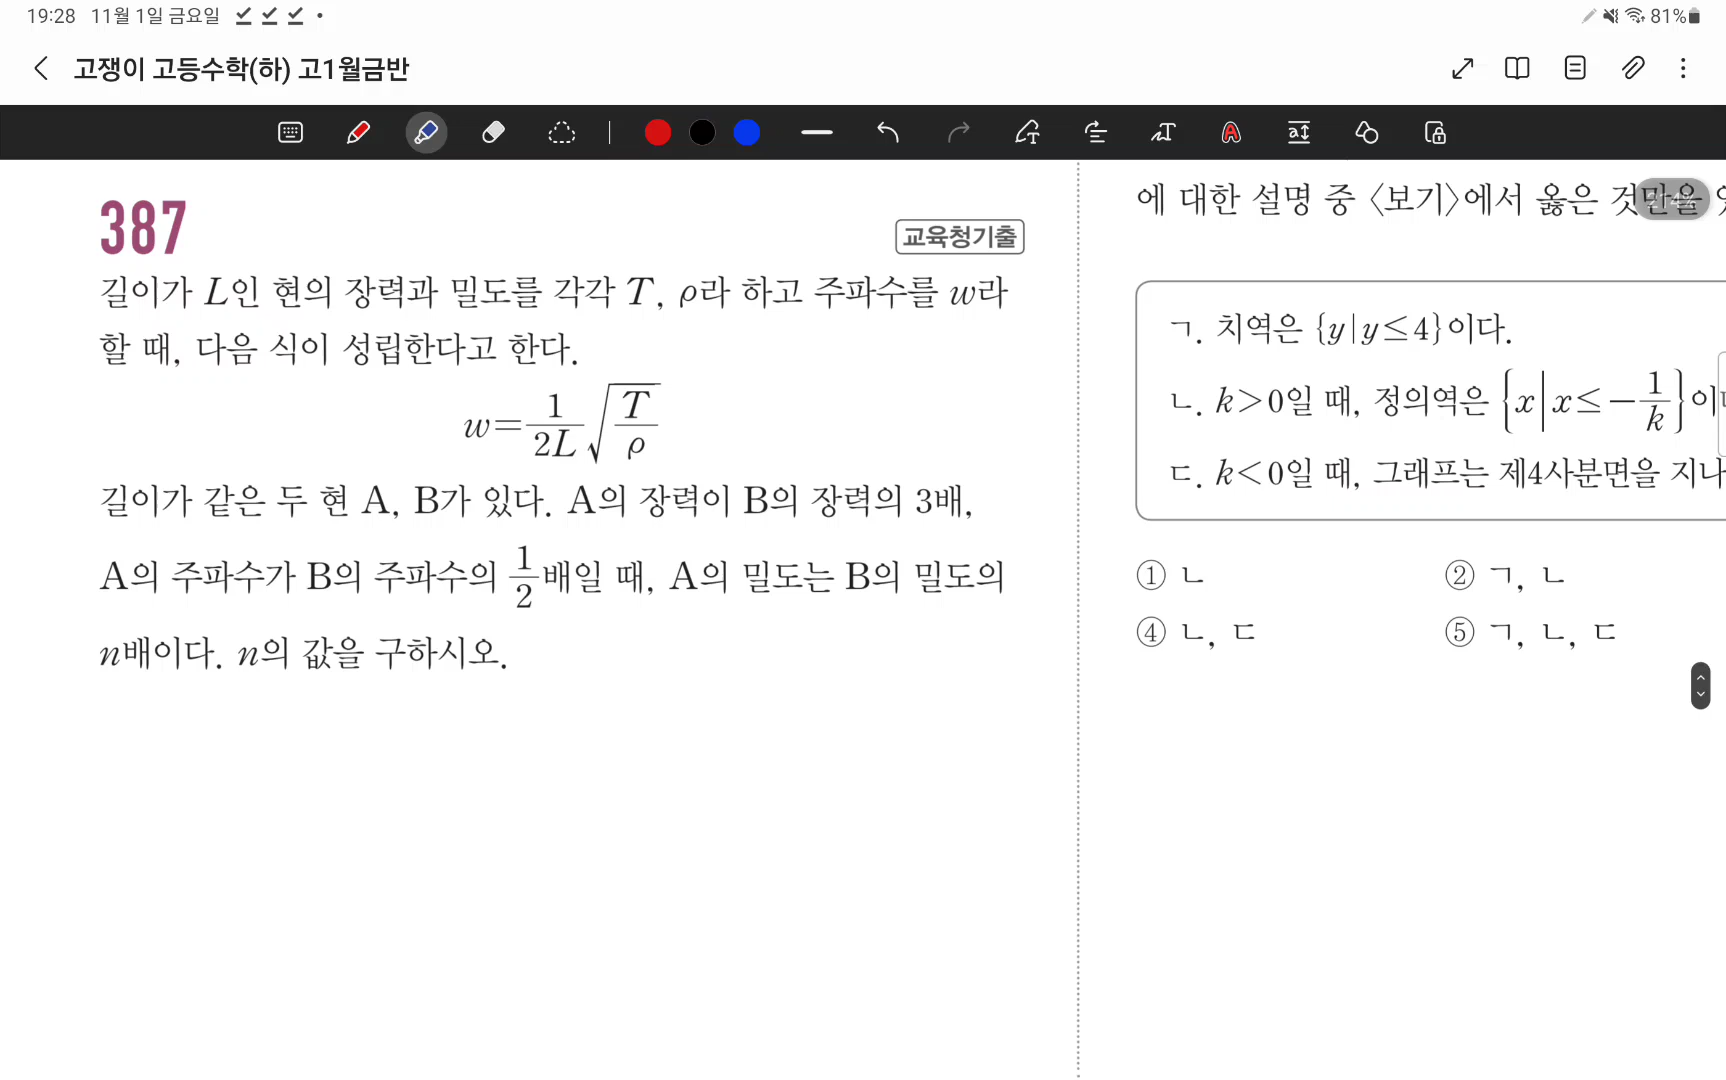 19:28 11월 1일 금요일
81%
고쟁이 고등수학(하) 고1월금반
387
교육청기출
길이가 L인 현의 장력과 밀도를 각각 T, ρ라 하고 주파수를 w라
할 때, 다음 식이 성립한다고 한다.
w=\frac{1}{2L}\sqrt{\frac{T}{ρ}}
길이가 같은 두 현 A, B가 있다. A의 장력이 B의 장력의 3배,
A의 주파수가 B의 주파수의 \frac{1}{2}배일 때, A의 밀도는 B의 밀도의
n배이다. n의 값을 구하시오.
에 대한 설명 중 〈보기〉에서 옳은 것만을
ㄱ. 치역은 {y|y≤4}이다.
ㄴ. k>0일 때, 정의역은 {x|x≤-\frac{1}{k}}이
ㄷ. k<0일 때, 그래프는 제4사분면을 지나
① ㄴ ② ㄱ, ㄴ
④ ㄴ, ㄷ ⑤ ㄱ, ㄴ, ㄷ